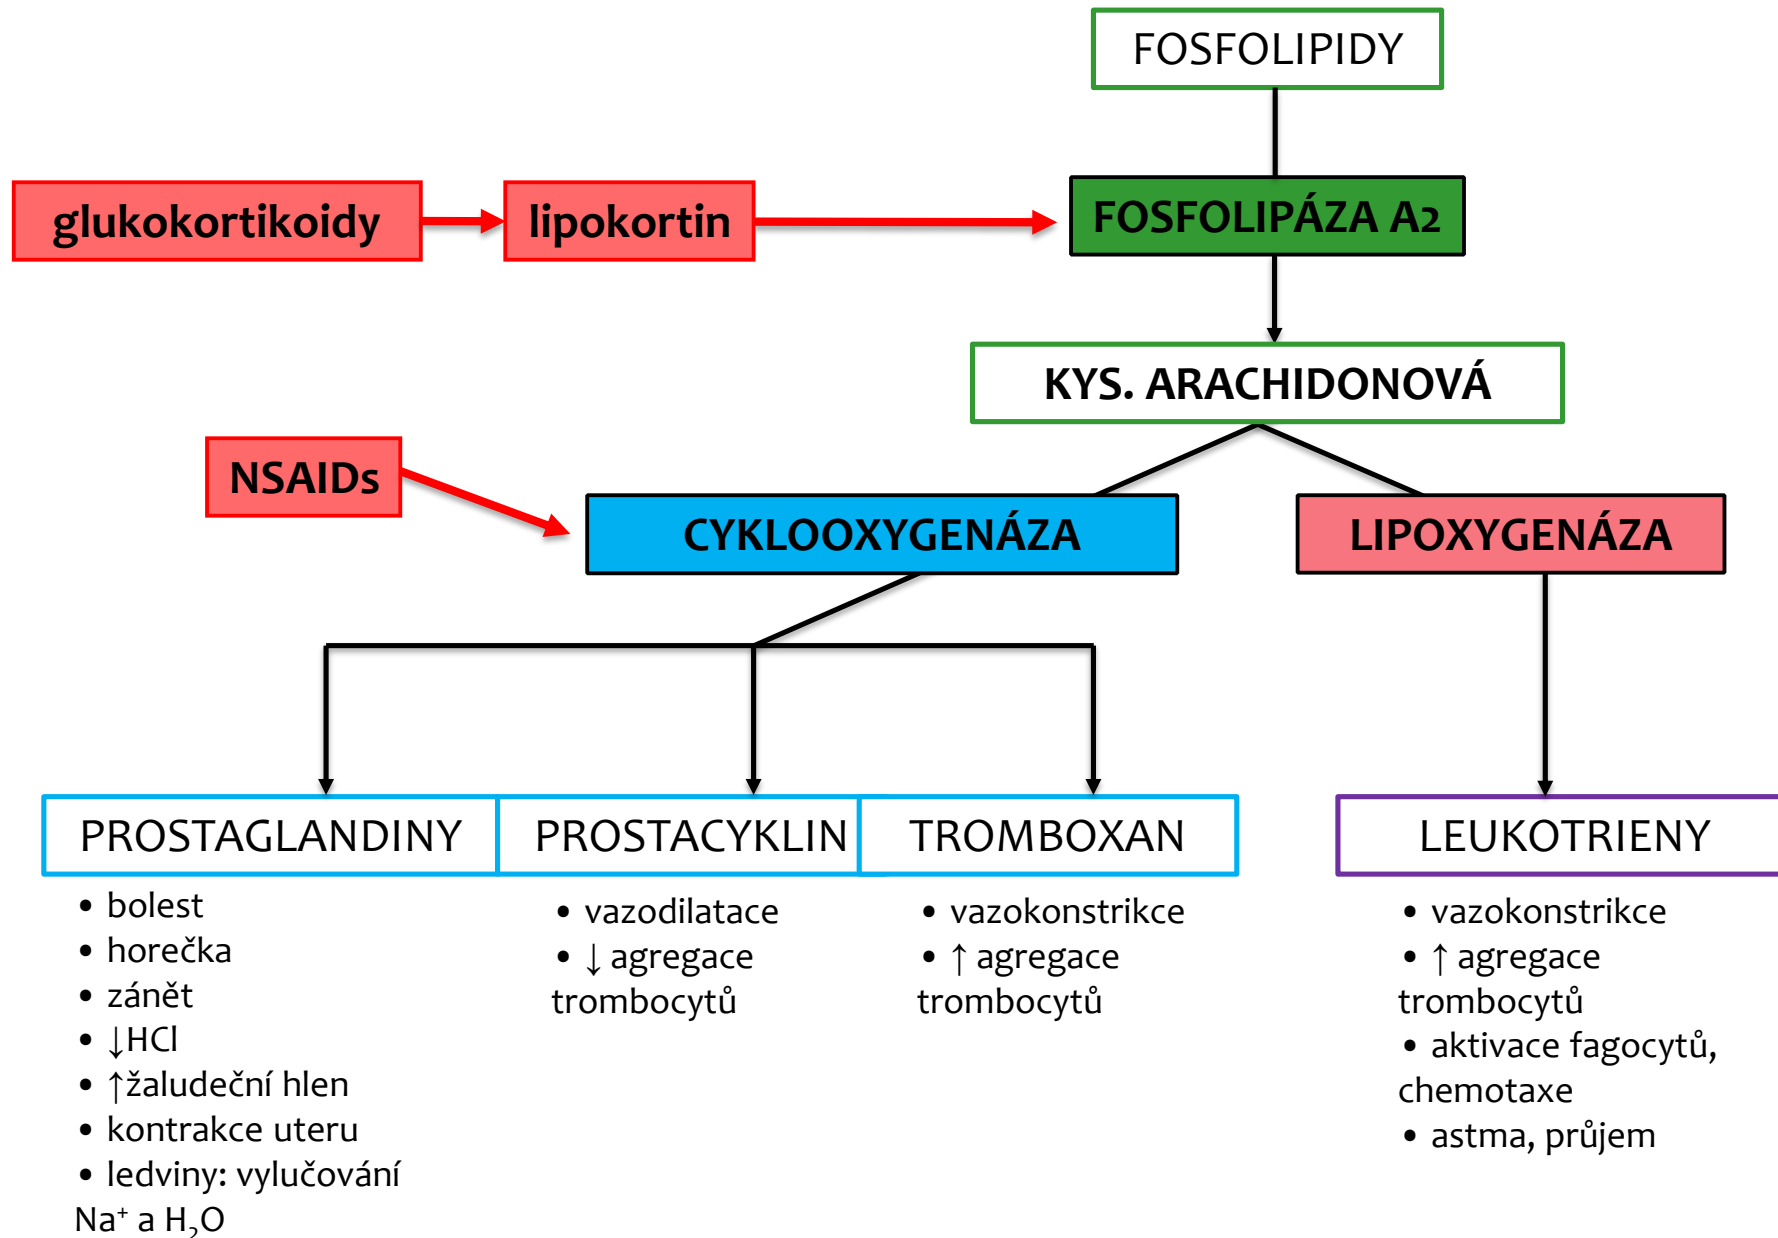 FOSFOLIPIDY
glukokortikoidy
lipokortin
FOSFOLIPÁZA A2
KYS. ARACHIDONOVÁ
NSAIDs
CYKLOOXYGENÁZA
LIPOXYGENÁZA
PROSTAGLANDINY
• bolest
• horečka
• zánět
• ↓HCl
• ↑žaludeční hlen
• kontrakce uteru
• ledviny: vylučování
Na⁺ a H₂O
PROSTACYKLIN
• vazodilatace
• ↓ agregace
trombocytů
TROMBOXAN
• vazokonstrikce
• ↑ agregace
trombocytů
LEUKOTRIENY
• vazokonstrikce
• ↑ agregace
trombocytů
• aktivace fagocytů,
chemotaxe
• astma, průjem